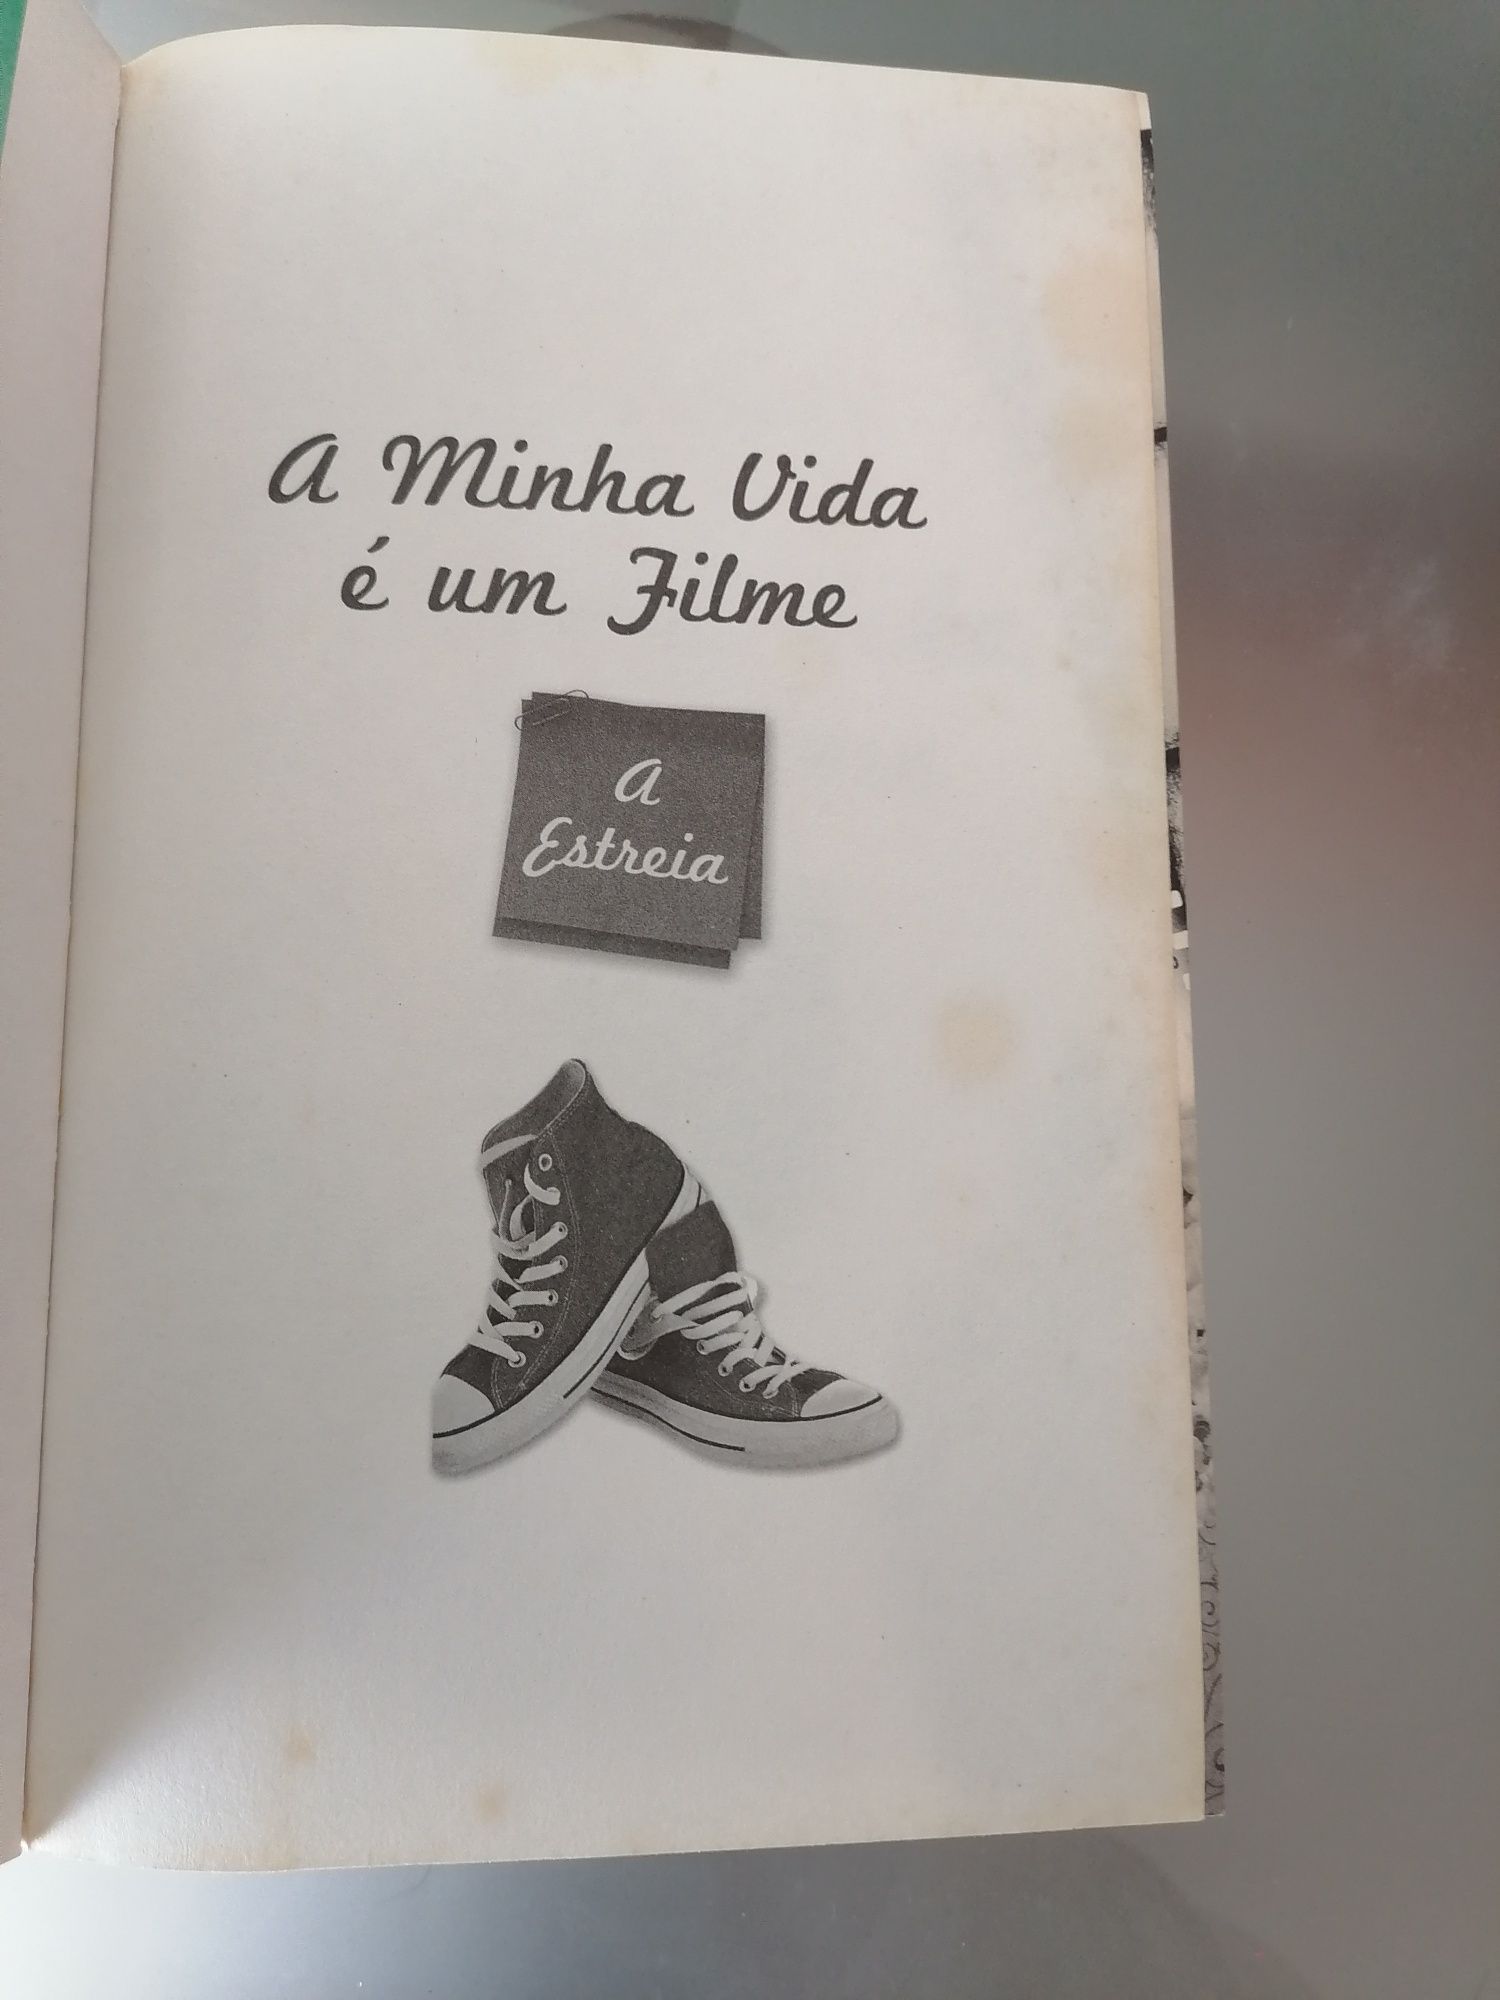 A Minha Vida
é um Filme
A
Estreia